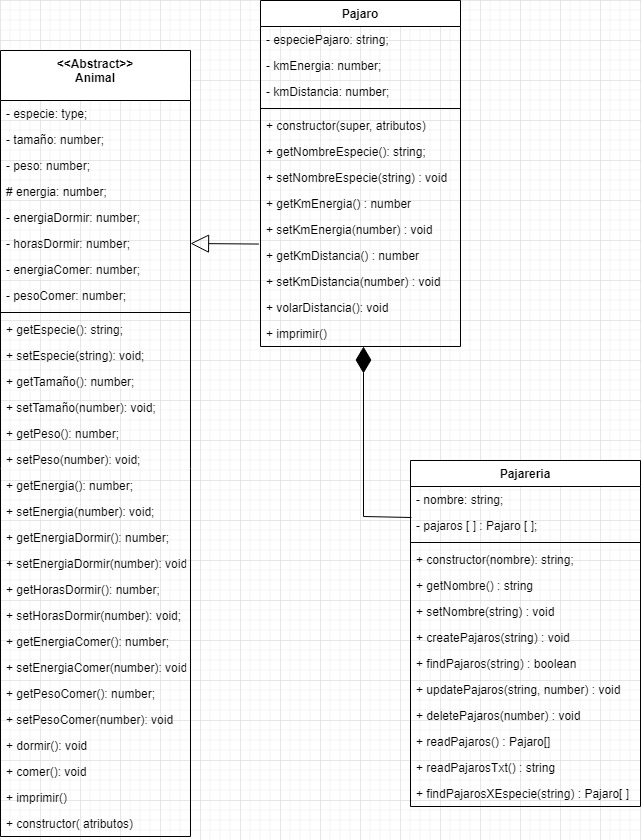 <<Abstract>>
Animal
- especie: type;
- tamaño: number;
- peso: number;
# energia: number;
- energiaDormir: number;
- horasDormir: number;
- energiaComer: number;
- pesoComer: number;
+ getEspecie(): string;
+ setEspecie(string): void;
+ getTamaño(): number;
+ setTamaño(number): void;
+ getPeso(): number;
+ setPeso(number): void;
+ getEnergia(): number;
+ setEnergia(number): void;
+ getEnergiaDormir(): number;
+ setEnergiaDormir(number): void
+ getHorasDormir(): number;
+ setHorasDormir(number): void;
+ getEnergiaComer(): number;
+ setEnergiaComer(number): void
+ getPesoComer(): number;
+ setPesoComer(number): void
+ dormir(): void
+ comer(): void
+ imprimir()
+ constructor( atributos)
Pajaro
- especiePajaro: string;
- kmEnergia: number;
- kmDistancia: number;
+ constructor(super, atributos)
+ getNombreEspecie(): string;
+ setNombreEspecie(string) : void
+ getKmEnergia() : number
+ setKmEnergia(number) : void
+ getKmDistancia() : number
+ setKmDistancia(number) : void
+ volarDistancia(): void
+ imprimir()
Pajareria
- nombre: string;
- pajaros [ ] : Pajaro [ ];
+ constructor(nombre): string;
+ getNombre() : string
+ setNombre(string) : void
+ createPajaros(string) : void
+ findPajaros(string) : boolean
+ updatePajaros(string, number) : void
+ deletePajaros(number) : void
+ readPajaros() : Pajaro[]
+ readPajarosTxt() : string
+ findPajarosXEspecie(string) : Pajaro[ ]